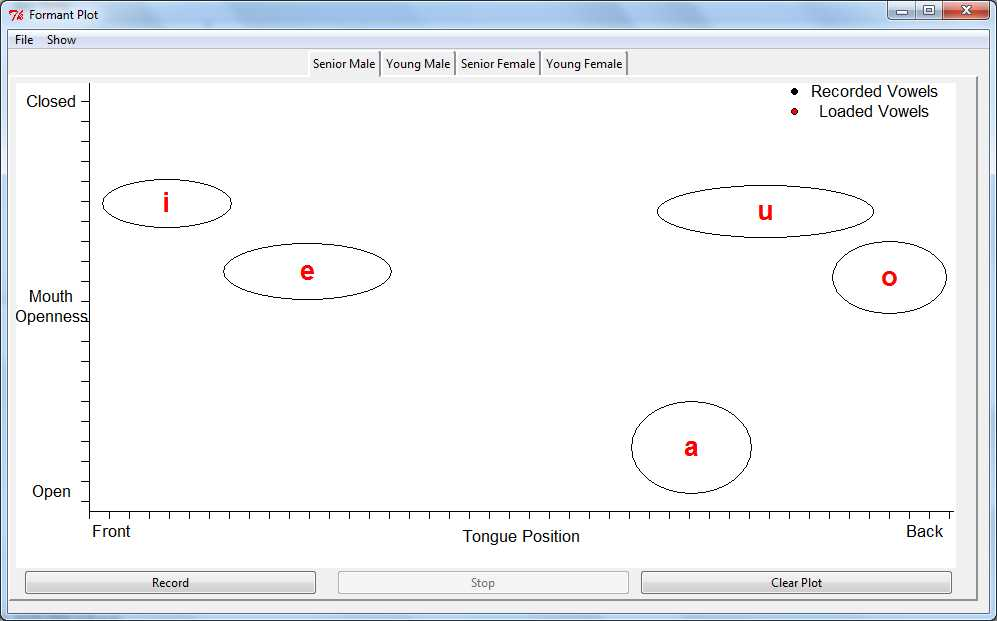 Formant Plot
File Show
Senior Male Young Male Senior Female Young Female
Recorded Vowels
Loaded Vowels
Closed
i
u
e
o
Mouth
Openness
a
Open
Front
Tongue Position
Back
Record Stop Clear Plot